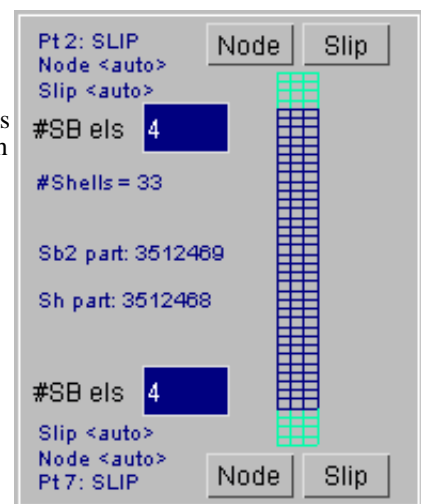 Pt 2: SLIP Node Slip
Node <auto>
Slip <auto>
s
#SB els 4
n
#Shells = 33
Sb2 part: 3512469
Sh part: 3512468
#SB els 4
Slip <auto>
Node <auto>
Pt 7: SLIP Node Slip